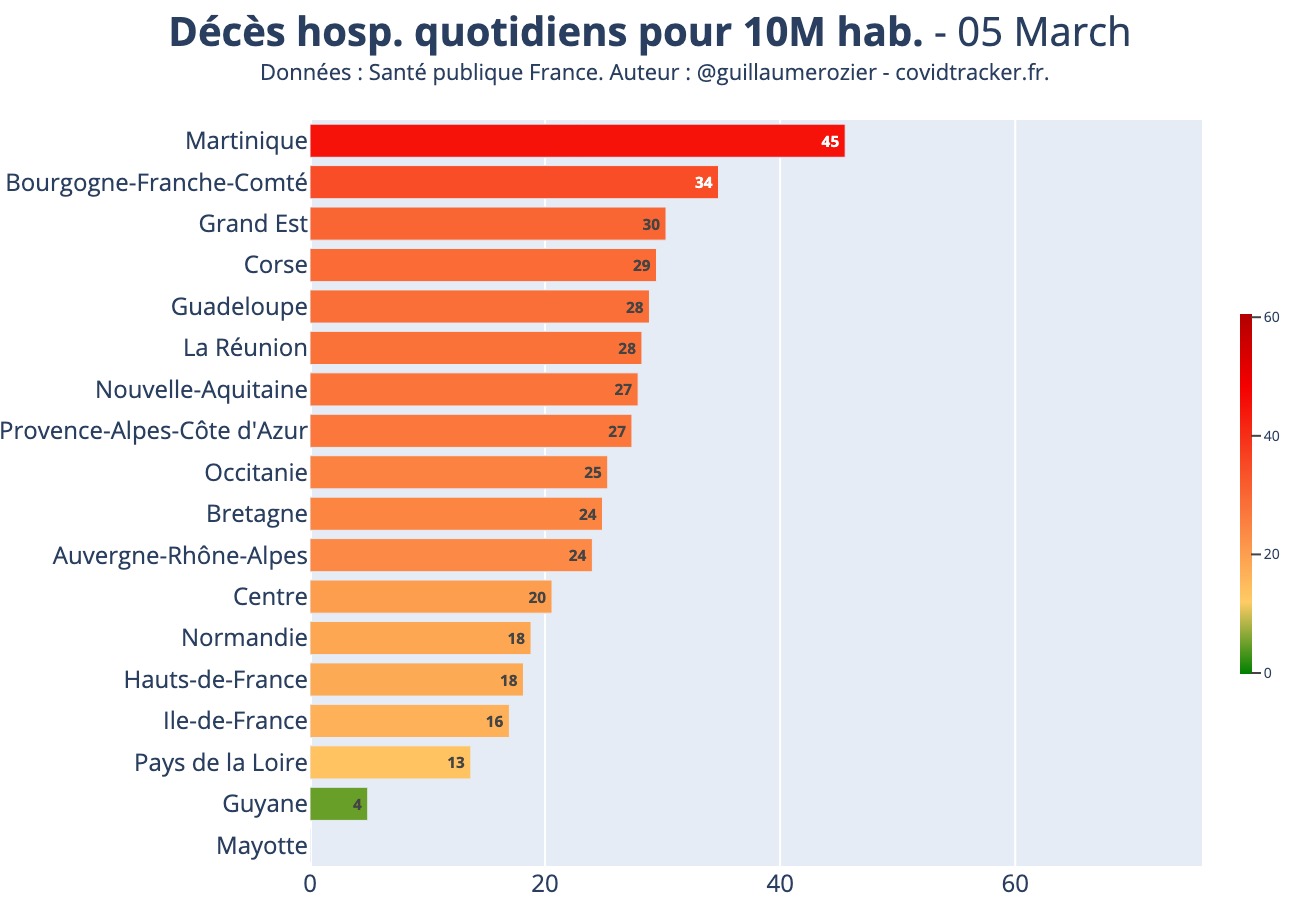 Décès hosp. quotidiens pour 10M hab. - 05 March
Données : Santé publique France. Auteur : @guillaumerozier - covidtracker.fr.
Martinique 45
Bourgogne-Franche-Comté 34
Grand Est 30
Corse 29
Guadeloupe 28
La Réunion 28
Nouvelle-Aquitaine 27
Provence-Alpes-Côte d'Azur 27
Occitanie 25
Bretagne 24
Auvergne-Rhône-Alpes 24
Centre 20
Normandie 18
Hauts-de-France 18
Ile-de-France 16
Pays de la Loire 13
Guyane 4
Mayotte
0 20 40 60
60
40
20
0